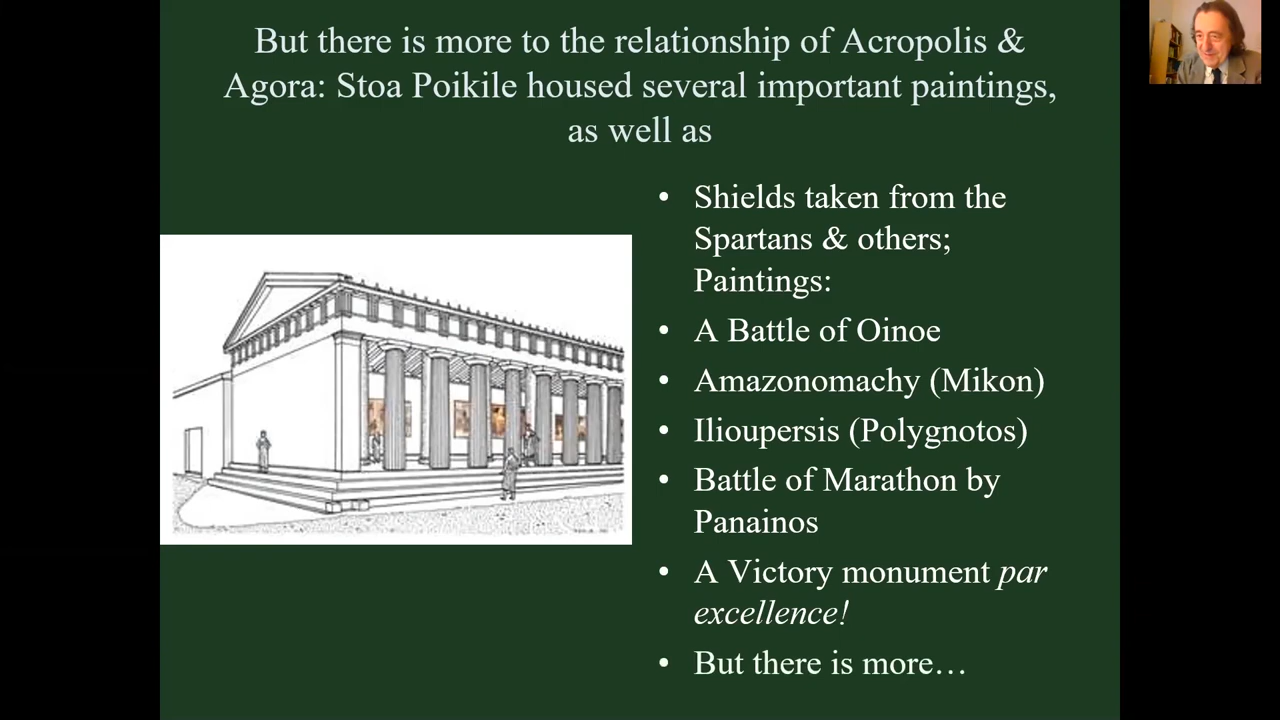 But there is more to the relationship of Acropolis &
Agora: Stoa Poikile housed several important paintings,
as well as
• Shields taken from the
Spartans & others;
Paintings:
• A Battle of Oinoe
• Amazonomachy (Mikon)
• Ilioupersis (Polygnotos)
• Battle of Marathon by
Panainos
• A Victory monument par
excellence!
• But there is more…